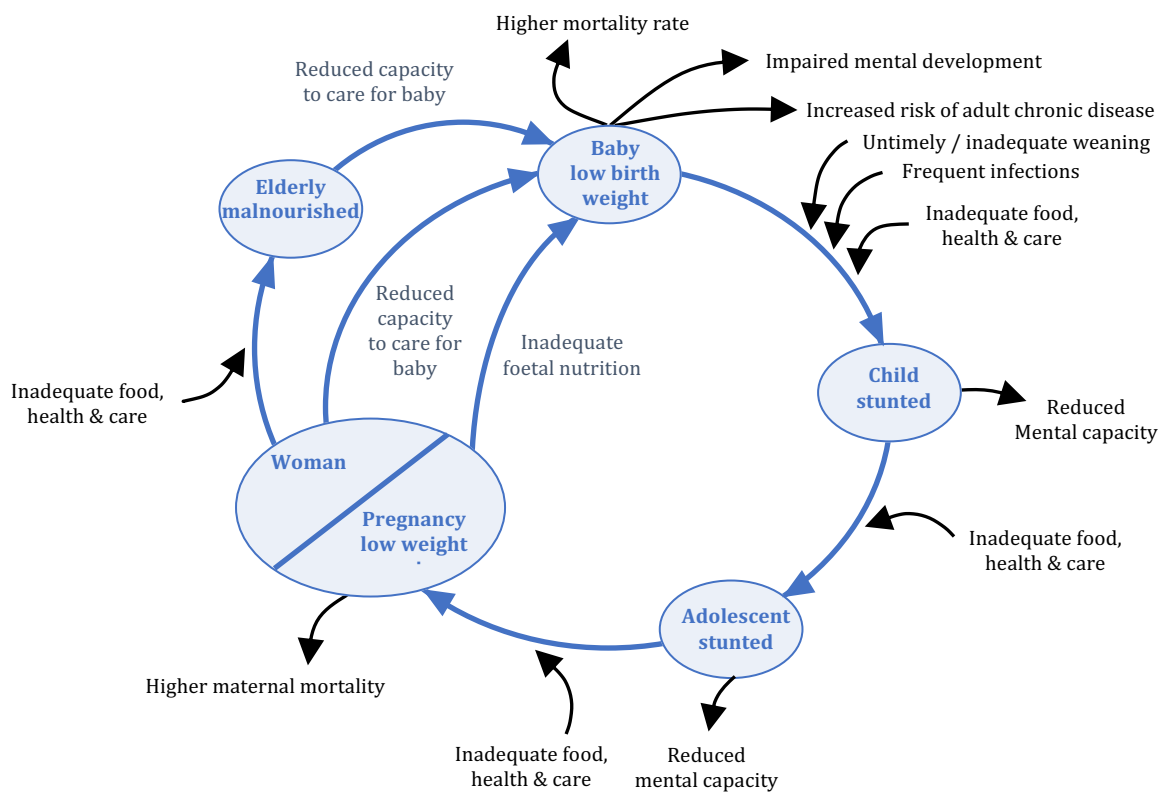 Higher mortality rate
Impaired mental development
Increased risk of adult chronic disease
Untimely / inadequate weaning
Frequent infections
Inadequate food,
health & care
Reduced capacity
to care for baby
Baby
low birth
weight
Elderly
malnourished
Reduced
capacity
to care for
baby
Inadequate
foetal nutrition
Inadequate food,
health & care
Child
stunted
Reduced
Mental capacity
Woman
Pregnancy
low weight
Inadequate food,
health & care
Adolescent
stunted
Higher maternal mortality
Inadequate food,
health & care
Reduced
mental capacity